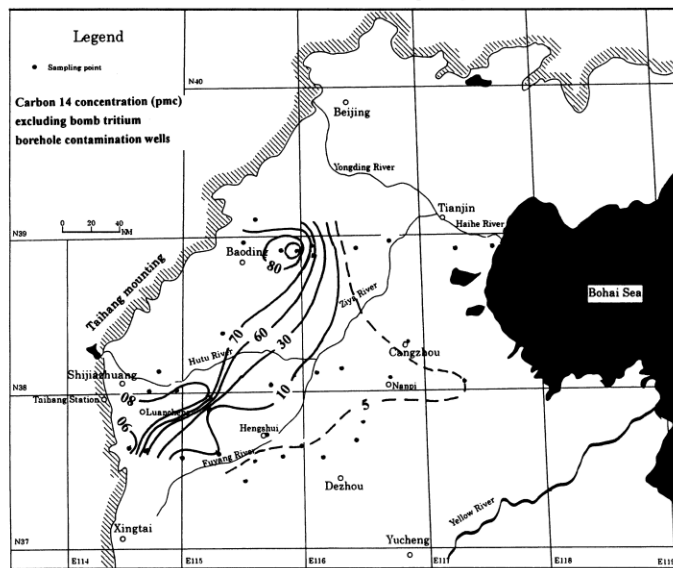 Legend
Sampling point
Carbon 14 concentration (pmc)
excluding bomb tritium
borehole contamination wells
N40
Beijing
Yongding River
0 20 40
NM
N39
Tianjin
Haihe River
Baoding
80
Taihang mounting
Ziya River
Bohai Sea
70
60
30
10
Hutu River
Cangzhou
Shijiazhuang
N38
Nanpi
Taihang Station
80
Luancheng
5
90
Hengshui
Fuyang River
Dezhou
Yellow River
Xingtai
N37
Yucheng
E114
E115
E116
E117
E118
E119